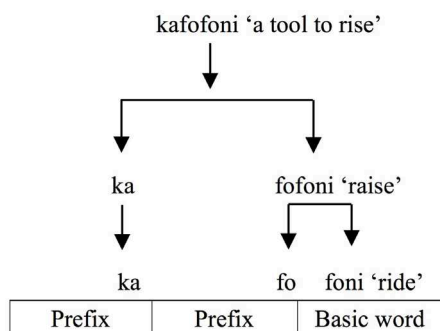 kafofoni ‘a tool to rise’
ka fofoni ‘raise’
ka fo foni ‘ride’
Prefix Prefix Basic word